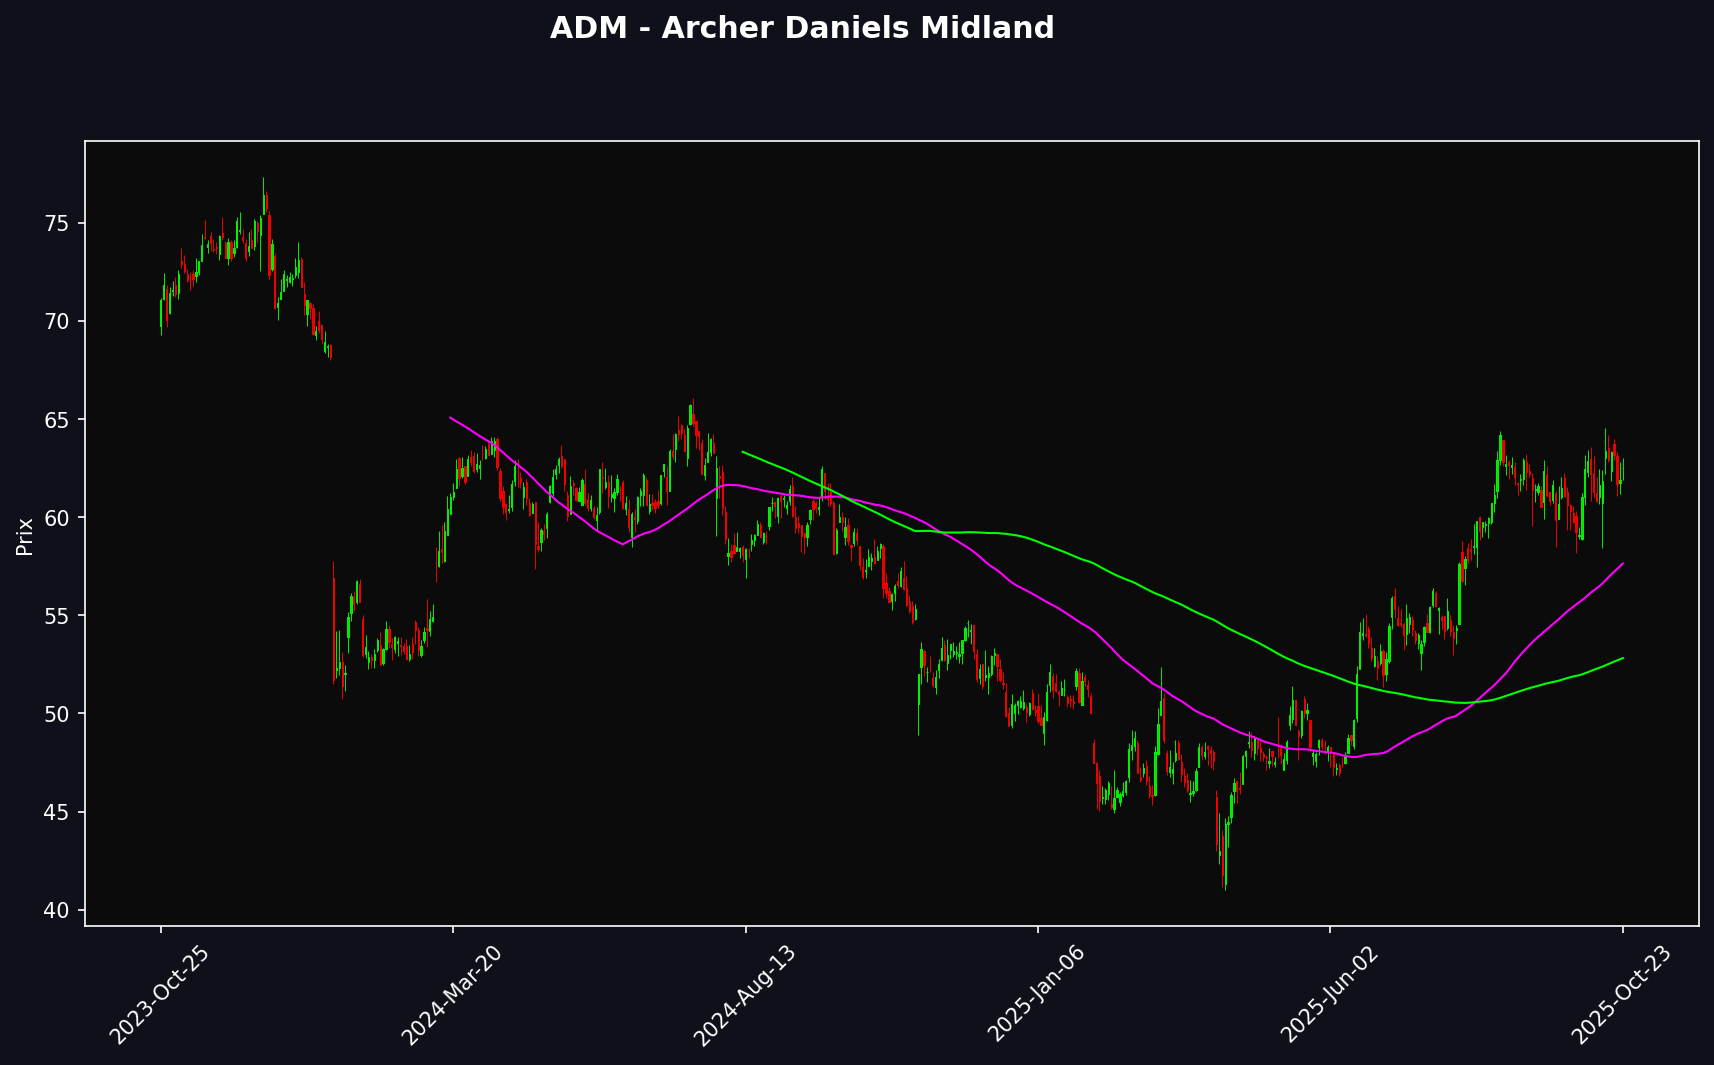 ADM - Archer Daniels Midland
Prix
75
70
65
60
55
50
45
40
2023-Oct-25
2024-Mar-20
2024-Aug-13
2025-Jan-06
2025-Jun-02
2025-Oct-23